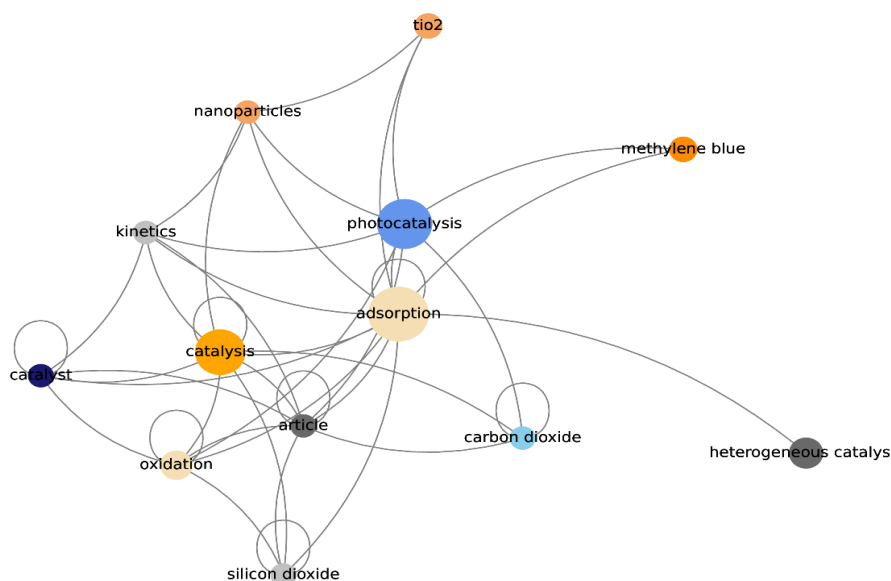 tio2
nanoparticles
methylene blue
photocatalysis
kinetics
adsorption
catalysis
catalyst
article
carbon dioxide
heterogeneous catalys
oxidation
silicon dioxide